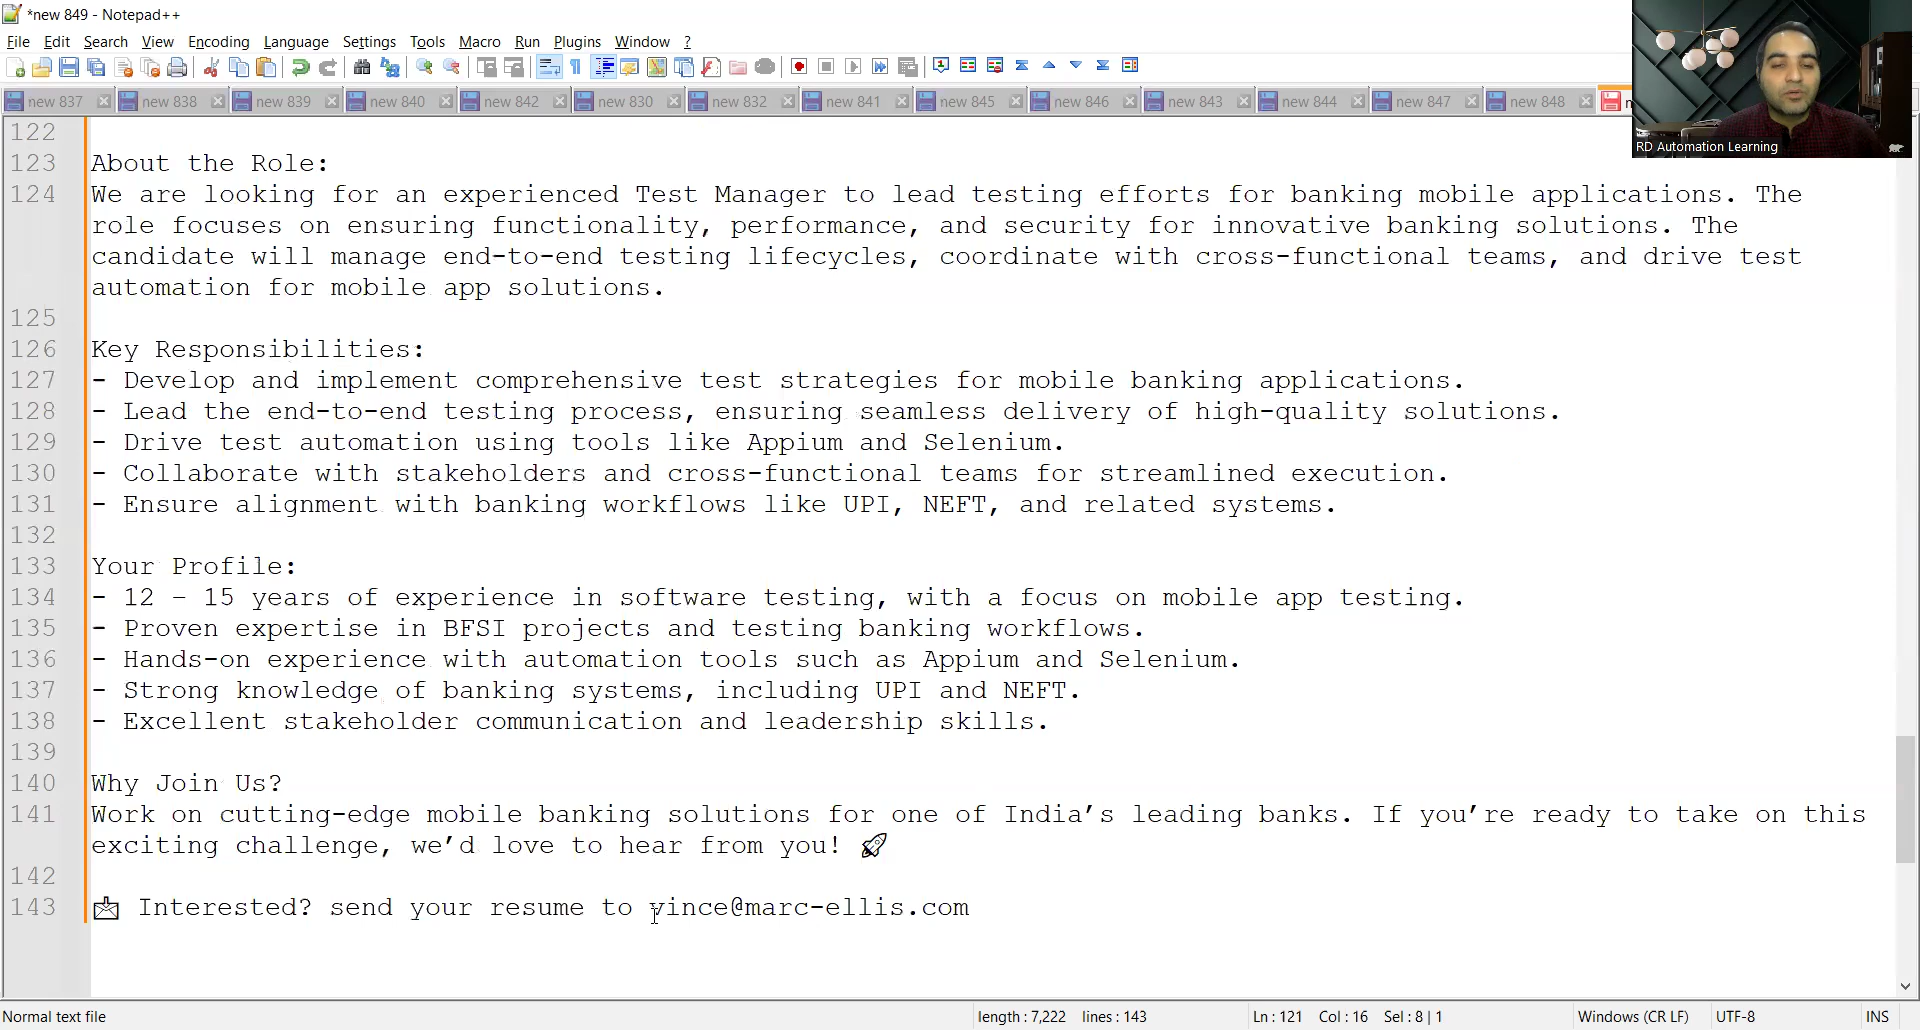 *new 849 - Notepad++
File Edit Search View Encoding Language Settings Tools Macro Run Plugins Window ?
new 837 new 838 new 839 new 840 new 842 new 830 new 832 new 841 new 845 new 846 new 843 new 844 new 847 new 848
RD Automation Learning
122
123 About the Role:
124 We are looking for an experienced Test Manager to lead testing efforts for banking mobile applications. The
role focuses on ensuring functionality, performance, and security for innovative banking solutions. The
candidate will manage end-to-end testing lifecycles, coordinate with cross-functional teams, and drive test
automation for mobile app solutions.
125
126 Key Responsibilities:
127 - Develop and implement comprehensive test strategies for mobile banking applications.
128 - Lead the end-to-end testing process, ensuring seamless delivery of high-quality solutions.
129 - Drive test automation using tools like Appium and Selenium.
130 - Collaborate with stakeholders and cross-functional teams for streamlined execution.
131 - Ensure alignment with banking workflows like UPI, NEFT, and related systems.
132
133 Your Profile:
134 - 12 – 15 years of experience in software testing, with a focus on mobile app testing.
135 - Proven expertise in BFSI projects and testing banking workflows.
136 - Hands-on experience with automation tools such as Appium and Selenium.
137 - Strong knowledge of banking systems, including UPI and NEFT.
138 - Excellent stakeholder communication and leadership skills.
139
140 Why Join Us?
141 Work on cutting-edge mobile banking solutions for one of India’s leading banks. If you’re ready to take on this
exciting challenge, we’d love to hear from you! 🚀
142
143 📩 Interested? send your resume to vince@marc-ellis.com
Normal text file length : 7,222 lines : 143 Ln : 121 Col : 16 Sel : 8 | 1 Windows (CR LF) UTF-8 INS